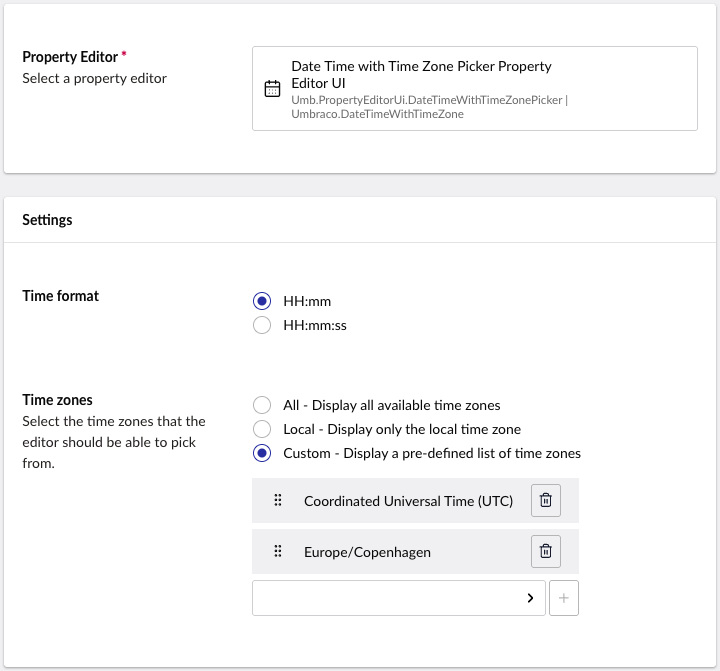 Property Editor *
Select a property editor
Date Time with Time Zone Picker Property
Editor UI
Umb.PropertyEditorUi.DateTimeWithTimeZonePicker |
Umbraco.DateTimeWithTimeZone
Settings
Time format
HH:mm
HH:mm:ss
Time zones
Select the time zones that the
editor should be able to pick
from.
All - Display all available time zones
Local - Display only the local time zone
Custom - Display a pre-defined list of time zones
Coordinated Universal Time (UTC)
Europe/Copenhagen